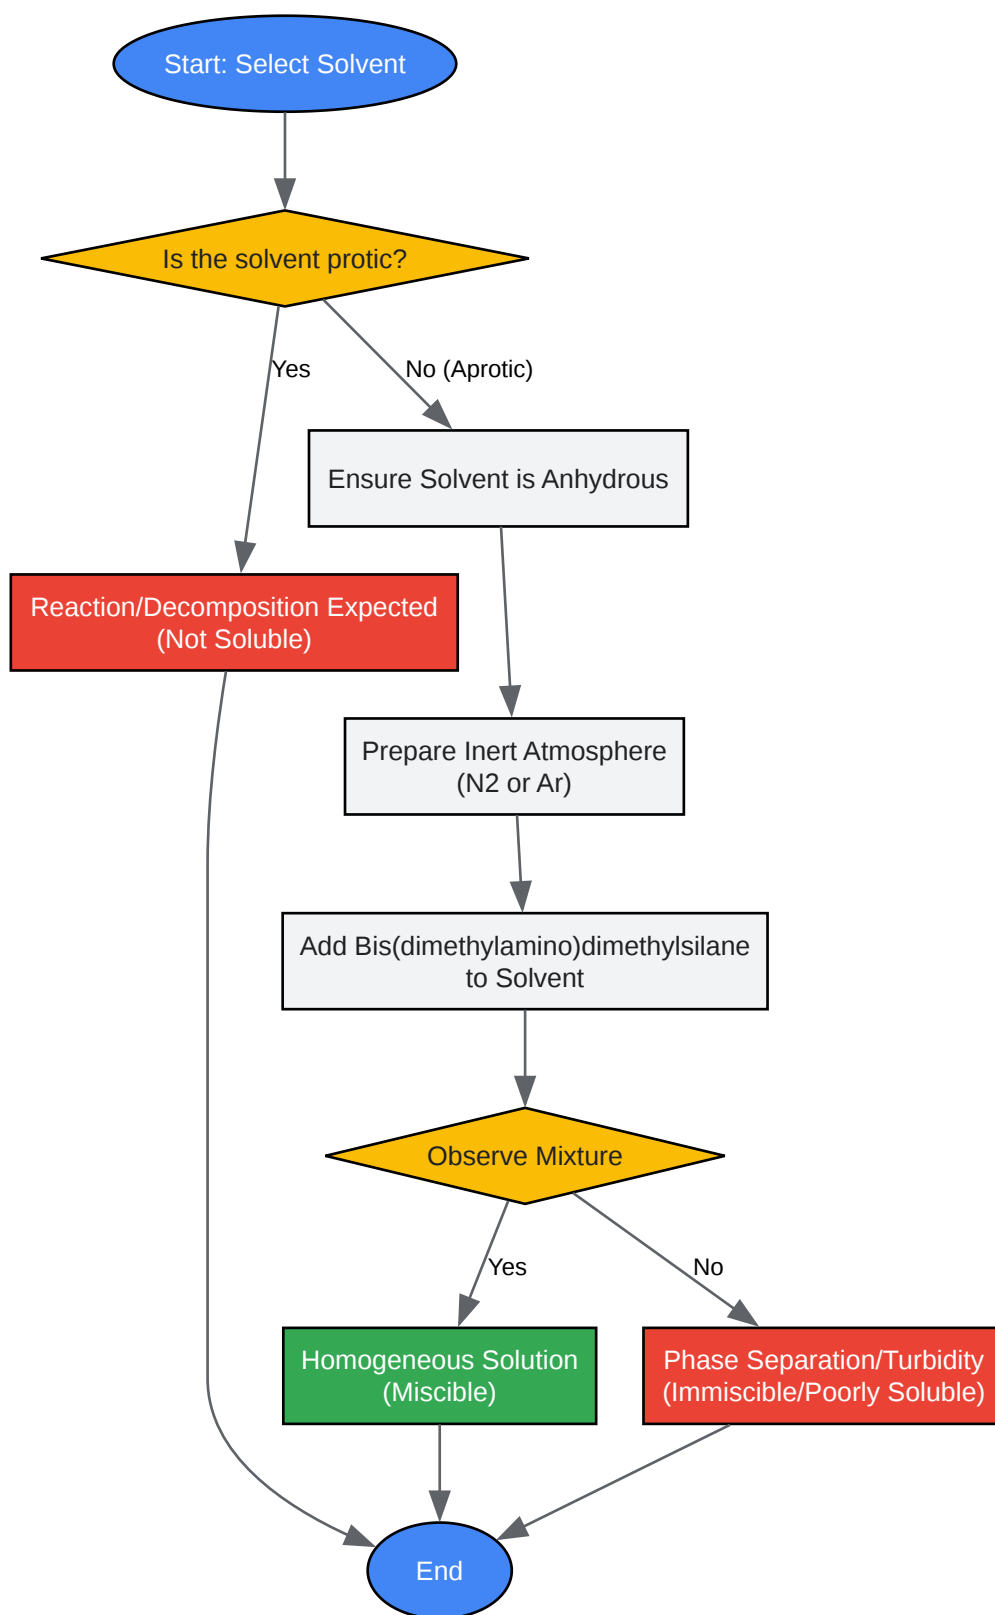 Start: Select Solvent
Is the solvent protic?
Yes
No (Aprotic)
Ensure Solvent is Anhydrous
Reaction/Decomposition Expected
(Not Soluble)
Prepare Inert Atmosphere
(N2 or Ar)
Add Bis(dimethylamino)dimethylsilane
to Solvent
Observe Mixture
Yes
No
Homogeneous Solution
(Miscible)
Phase Separation/Turbidity
(Immiscible/Poorly Soluble)
End